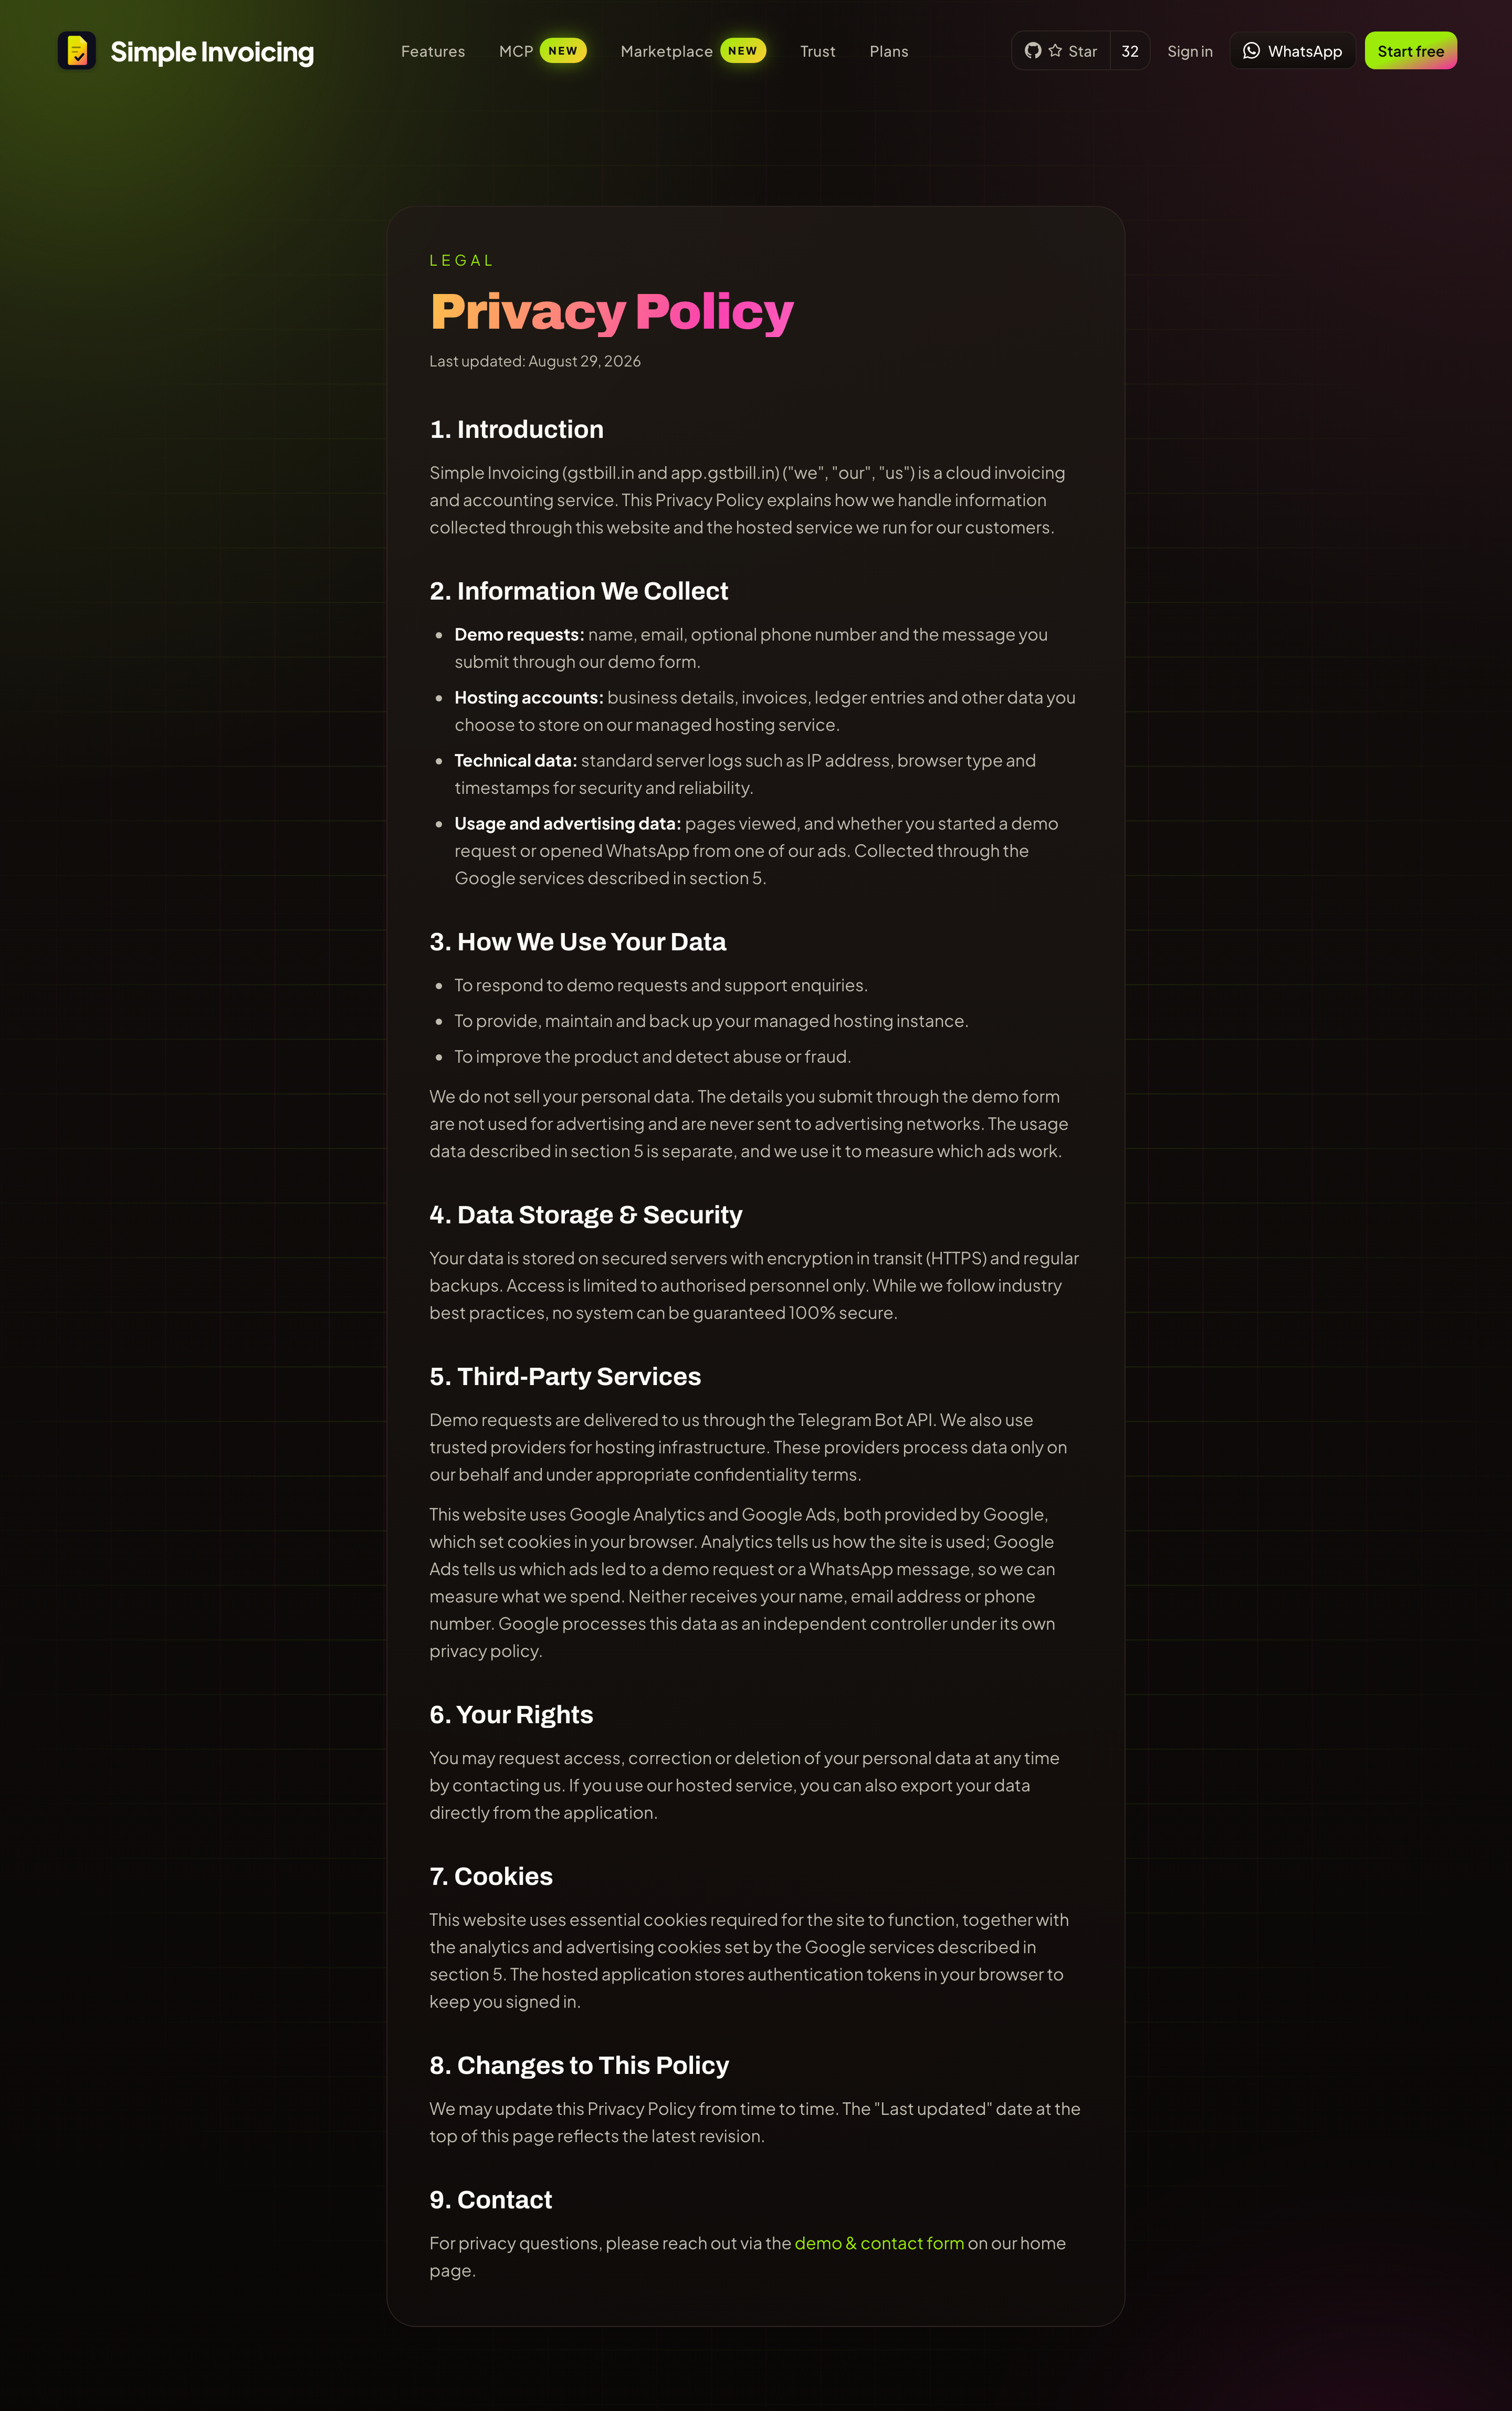 Simple Invoicing
Features
MCP NEW
Marketplace NEW
Trust
Plans
Star 32
Sign in
WhatsApp
Start free
LEGAL
Privacy Policy
Last updated: August 29, 2026
1. Introduction
Simple Invoicing (gstbill.in and app.gstbill.in) ("we", "our", "us") is a cloud invoicing
and accounting service. This Privacy Policy explains how we handle information
collected through this website and the hosted service we run for our customers.
2. Information We Collect
• Demo requests: name, email, optional phone number and the message you
submit through our demo form.
• Hosting accounts: business details, invoices, ledger entries and other data you
choose to store on our managed hosting service.
• Technical data: standard server logs such as IP address, browser type and
timestamps for security and reliability.
• Usage and advertising data: pages viewed, and whether you started a demo
request or opened WhatsApp from one of our ads. Collected through the
Google services described in section 5.
3. How We Use Your Data
• To respond to demo requests and support enquiries.
• To provide, maintain and back up your managed hosting instance.
• To improve the product and detect abuse or fraud.
We do not sell your personal data. The details you submit through the demo form
are not used for advertising and are never sent to advertising networks. The usage
data described in section 5 is separate, and we use it to measure which ads work.
4. Data Storage & Security
Your data is stored on secured servers with encryption in transit (HTTPS) and regular
backups. Access is limited to authorised personnel only. While we follow industry
best practices, no system can be guaranteed 100% secure.
5. Third-Party Services
Demo requests are delivered to us through the Telegram Bot API. We also use
trusted providers for hosting infrastructure. These providers process data only on
our behalf and under appropriate confidentiality terms.
This website uses Google Analytics and Google Ads, both provided by Google,
which set cookies in your browser. Analytics tells us how the site is used; Google
Ads tells us which ads led to a demo request or a WhatsApp message, so we can
measure what we spend. Neither receives your name, email address or phone
number. Google processes this data as an independent controller under its own
privacy policy.
6. Your Rights
You may request access, correction or deletion of your personal data at any time
by contacting us. If you use our hosted service, you can also export your data
directly from the application.
7. Cookies
This website uses essential cookies required for the site to function, together with
the analytics and advertising cookies set by the Google services described in
section 5. The hosted application stores authentication tokens in your browser to
keep you signed in.
8. Changes to This Policy
We may update this Privacy Policy from time to time. The "Last updated" date at the
top of this page reflects the latest revision.
9. Contact
For privacy questions, please reach out via the demo & contact form on our home
page.